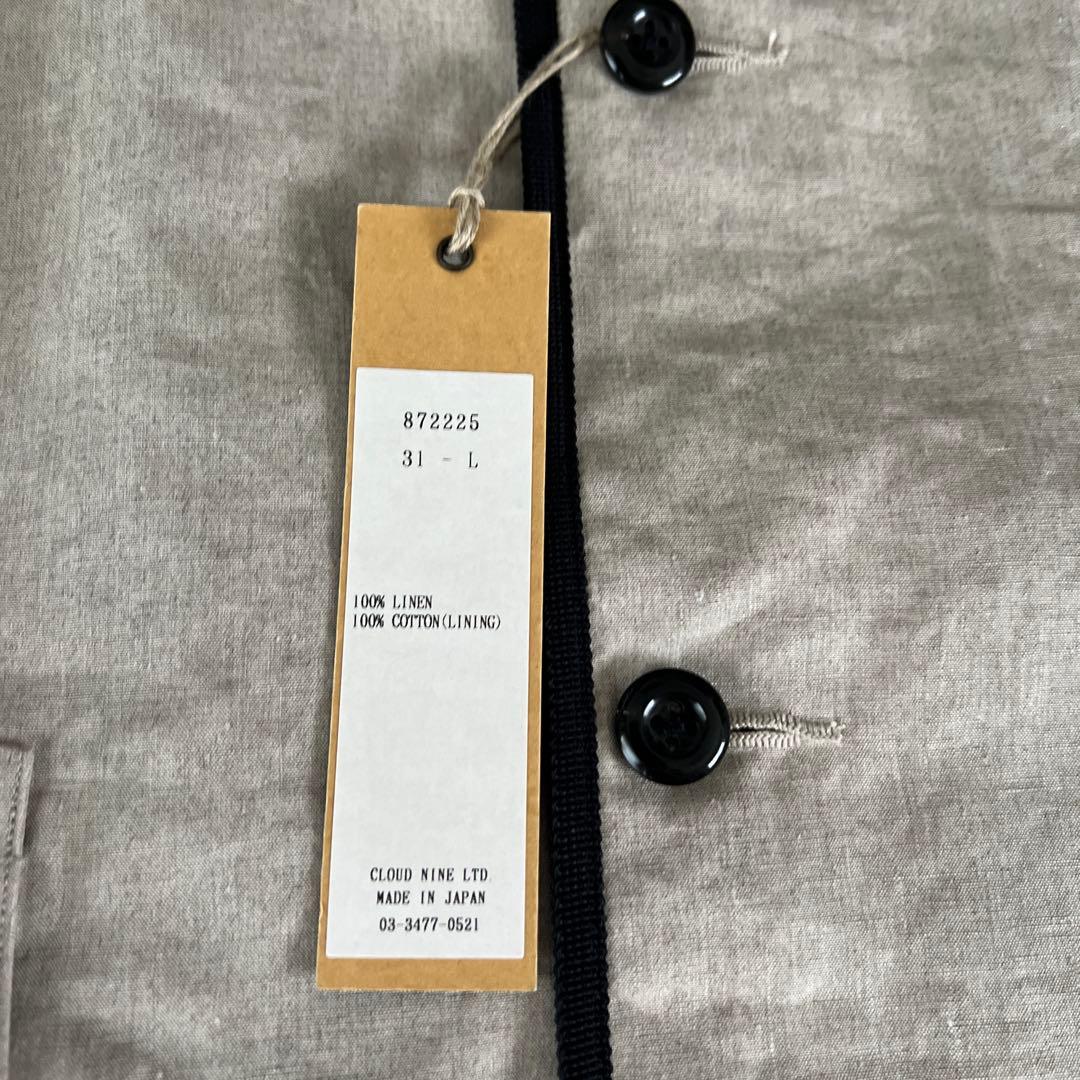 872225
31 - L
100% LINEN
100% COTTON(LINING)
CLOUD NINE LTD.
MADE IN JAPAN
03-3477-0521